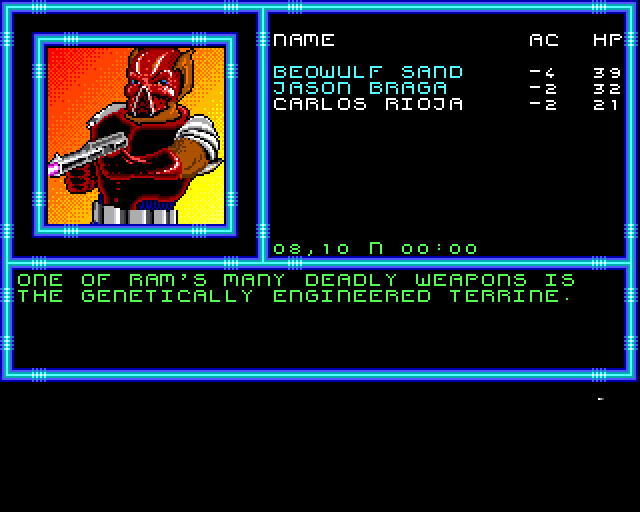 NAME AC HP
BEOWULF SAND -4 39
JASON BRAGA -2 32
CARLOS RIOJA -2 21
08,10 N 00:00
ONE OF RAM'S MANY DEADLY WEAPONS IS
THE GENETICALLY ENGINEERED TERRINE.